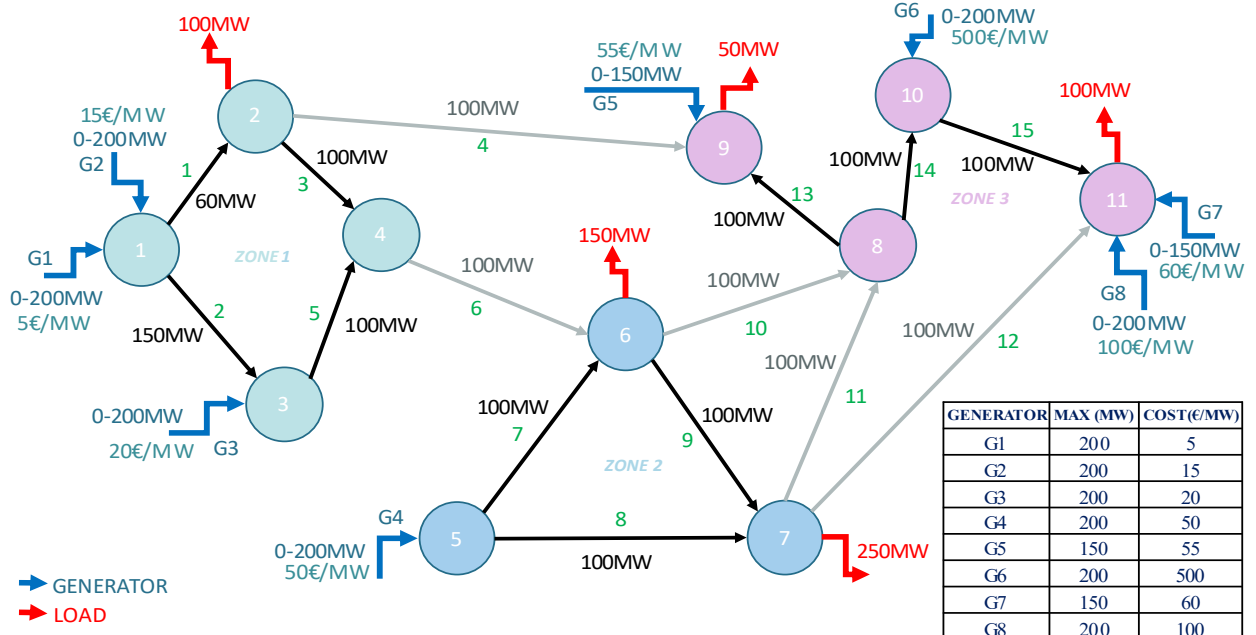 G6
0-200MW
500€/MW
100MW
55€/MW
0-150MW
G5
50MW
10
100MW
15
100MW
2
15€/MW
0-200MW
G2
1
60MW
100MW
4
100MW
3
9
13
100MW
100MW
14
ZONE 3
11
G7
0-150MW
60€/MW
G8
0-200MW
100€/MW
G1
0-200MW
5€/MW
1
ZONE 1
4
8
150MW
100MW
6
100MW
10
2
150MW
5
100MW
6
100MW
11
100MW
12
3
0-200MW
20€/MW
G3
100MW
7
100MW
9
ZONE 2
G4
0-200MW
50€/MW
5
8
100MW
7
250MW
GENERATOR
LOAD
GENERATOR MAX (MW) COST(€/MW)
G1 200 5
G2 200 15
G3 200 20
G4 200 50
G5 150 55
G6 200 500
G7 150 60
G8 200 100